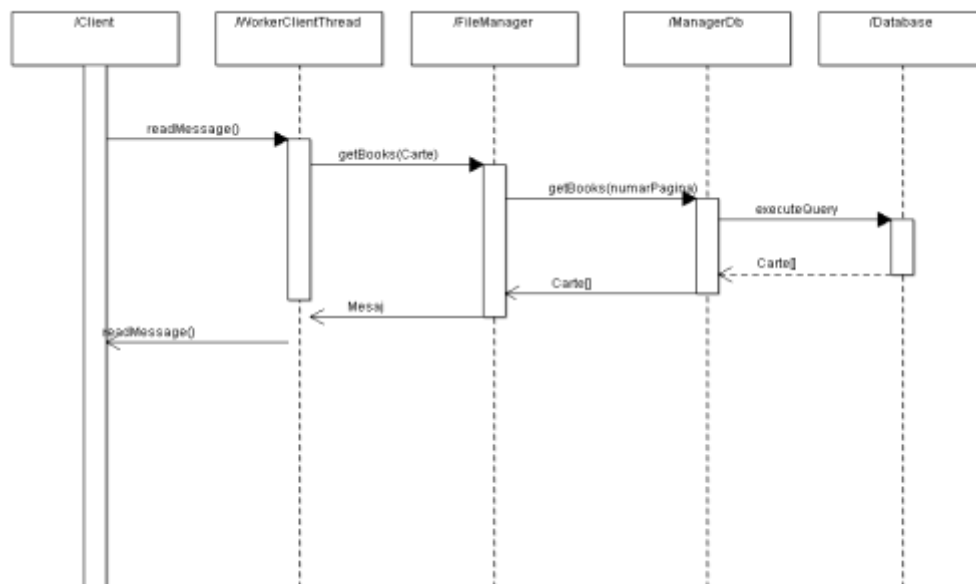 /Client
/WorkerClientThread
/FileManager
/ManagerDb
/Database
readMessage()
getBooks(Carte)
getBooks(numarPagina)
executeQuery
Carte[]
Carte[]
Mesaj
readMessage()